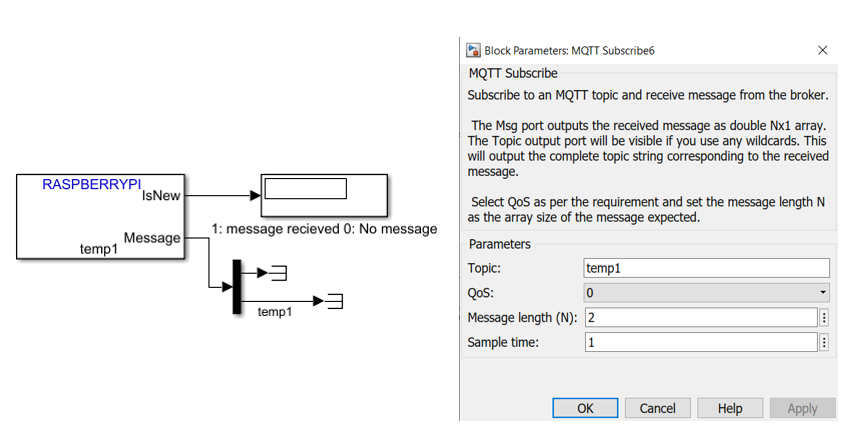 RASPBERRYPI
IsNew
Message
temp1
1: message recieved 0: No message
temp1
Block Parameters: MQTT Subscribe6
MQTT Subscribe
Subscribe to an MQTT topic and receive message from the broker.
The Msg port outputs the received message as double Nx1 array.
The Topic output port will be visible if you use any wildcards. This
will output the complete topic string corresponding to the received
message.
Select QoS as per the requirement and set the message length N
as the array size of the message expected.
Parameters
Topic: temp1
QoS: 0
Message length (N): 2
Sample time: 1
OK Cancel Help Apply